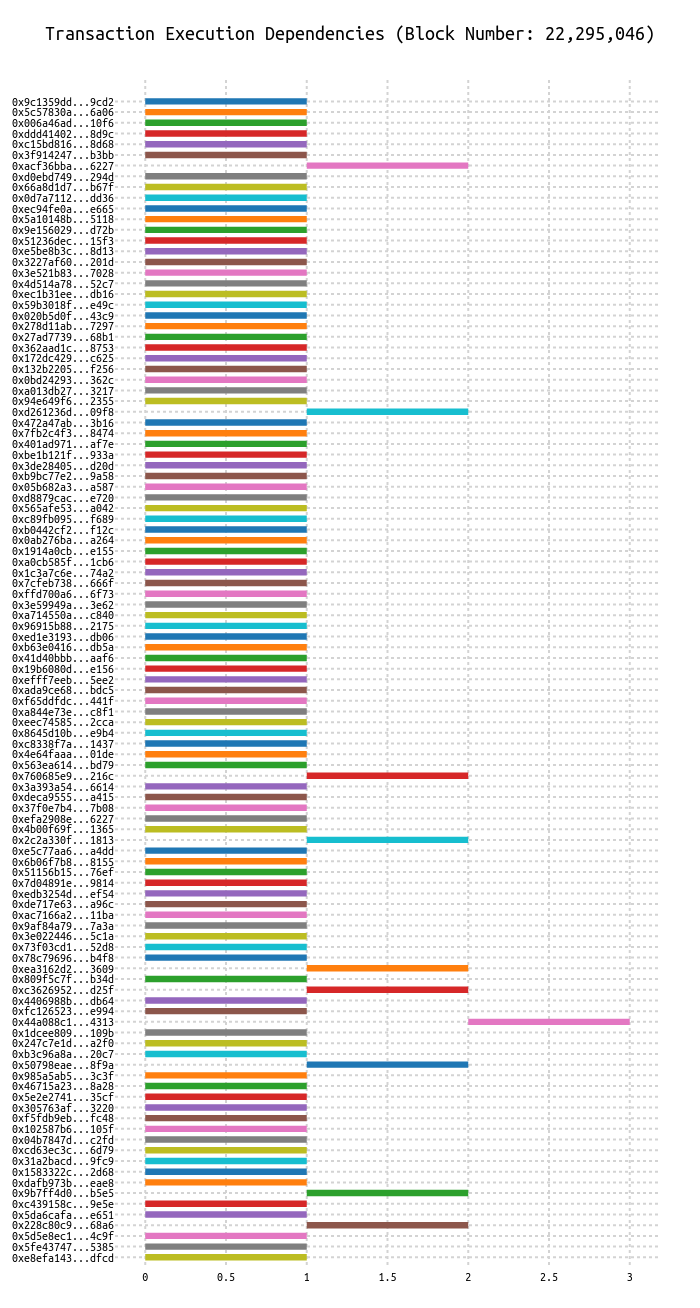 Transaction Execution Dependencies (Block Number: 22,295,046)
0x9c1359dd...9cd2
0x5c57830a...6a06
0x006a46ad...10f6
0xddd41402...8d9c
0xc15bd816...8d68
0x3f914247...b3bb
0xacf36bba...6227
0xd0ebd749...294d
0x66a8d1d7...b67f
0x0d7a7112...dd36
0xec94fe0a...e665
0x5a10148b...5118
0x9e156029...d72b
0x51236dec...15f3
0xe5be8b3c...8d13
0x3227af60...201d
0x3e521b83...7028
0x4d514a78...52c7
0xec1b31ee...db16
0x59b3018f...e49c
0x020b5d0f...43c9
0x278d11ab...7297
0x27ad7739...68b1
0x362aad1c...8753
0x172dc429...c625
0x132b2205...f256
0x0bd24293...362c
0xa013db27...3217
0x94e649f6...2355
0xd261236d...09f8
0x472a47ab...3b16
0x7fb2c4f3...8474
0x401ad971...af7e
0xbe1b121f...933a
0x3de28405...d20d
0xb9bc77e2...9a58
0x05b682a3...a587
0xd8879cac...e720
0x565afe53...a042
0xc89fb095...f689
0xb0442cf2...f12c
0x0ab276ba...a264
0x1914a0cb...e155
0xa0cb585f...1cb6
0x1c3a7c6e...74a2
0x7cfeb738...666f
0xffd700a6...6f73
0x3e59949a...3e62
0xa714550a...c840
0x96915b88...2175
0xed1e3193...db06
0xb63e0416...db5a
0x41d40bbb...aaf6
0x19b6080d...e156
0xefff7eeb...5ee2
0xada9ce68...bdc5
0xf65ddfdc...441f
0xa844e73e...c8f1
0xeec74585...2cca
0x8645d10b...e9b4
0xc8338f7a...1437
0x4e64faaa...01de
0x563ea614...bd79
0x760685e9...216c
0x3a393a54...6614
0xdeca9555...a415
0x37f0e7b4...7b08
0xefa2908e...6227
0x4b00f69f...1365
0x2c2a330f...1813
0xe5c77aa6...a4dd
0x6b06f7b8...8155
0x51156b15...76ef
0x7d04891e...9814
0xedb3254d...ef54
0xde717e63...a96c
0xac7166a2...11ba
0x9af84a79...7a3a
0x3e022446...5c1a
0x73f03cd1...52d8
0x78c79696...b4f8
0xea3162d2...3609
0x809f5c7f...b34d
0xc3626952...d25f
0x4406988b...db64
0xfc126523...e994
0x44a088c1...4313
0x1dcee809...109b
0x247c7e1d...a2f0
0xb3c96a8a...20c7
0x50798eae...8f9a
0x985a5ab5...3c3f
0x46715a23...8a28
0x5e2e2741...35cf
0x305763af...3220
0xf5fdb9eb...fc48
0x102587b6...105f
0x04b7847d...c2fd
0xcd63ec3c...6d79
0x31a2bacd...9fc9
0x1583322c...2d68
0xdafb973b...eae8
0x9b7ff4d0...b5e5
0xc439158c...9e5e
0x5da6cafa...e651
0x228c80c9...68a6
0x5d5e8ec1...4c9f
0x5fe43747...5385
0xe8efa143...dfcd
0 0.5 1 1.5 2 2.5 3